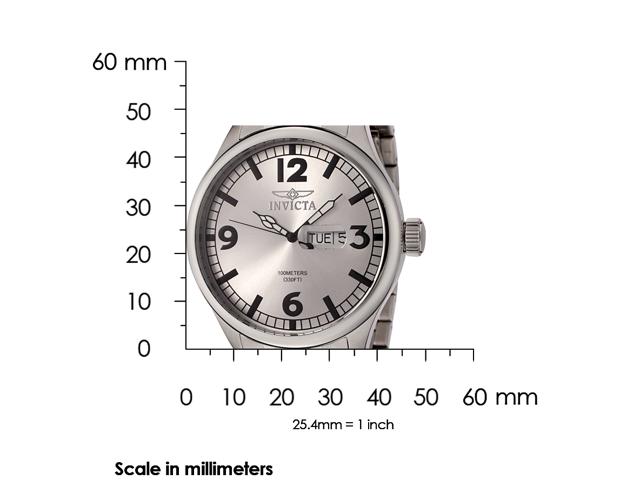 60 mm
50
40
30
20
10
0
12
INVICTA
9
TUE 5 3
100METERS
(330FT)
6
0 10 20 30 40 50 60 mm
25.4mm = 1 inch
Scale in millimeters